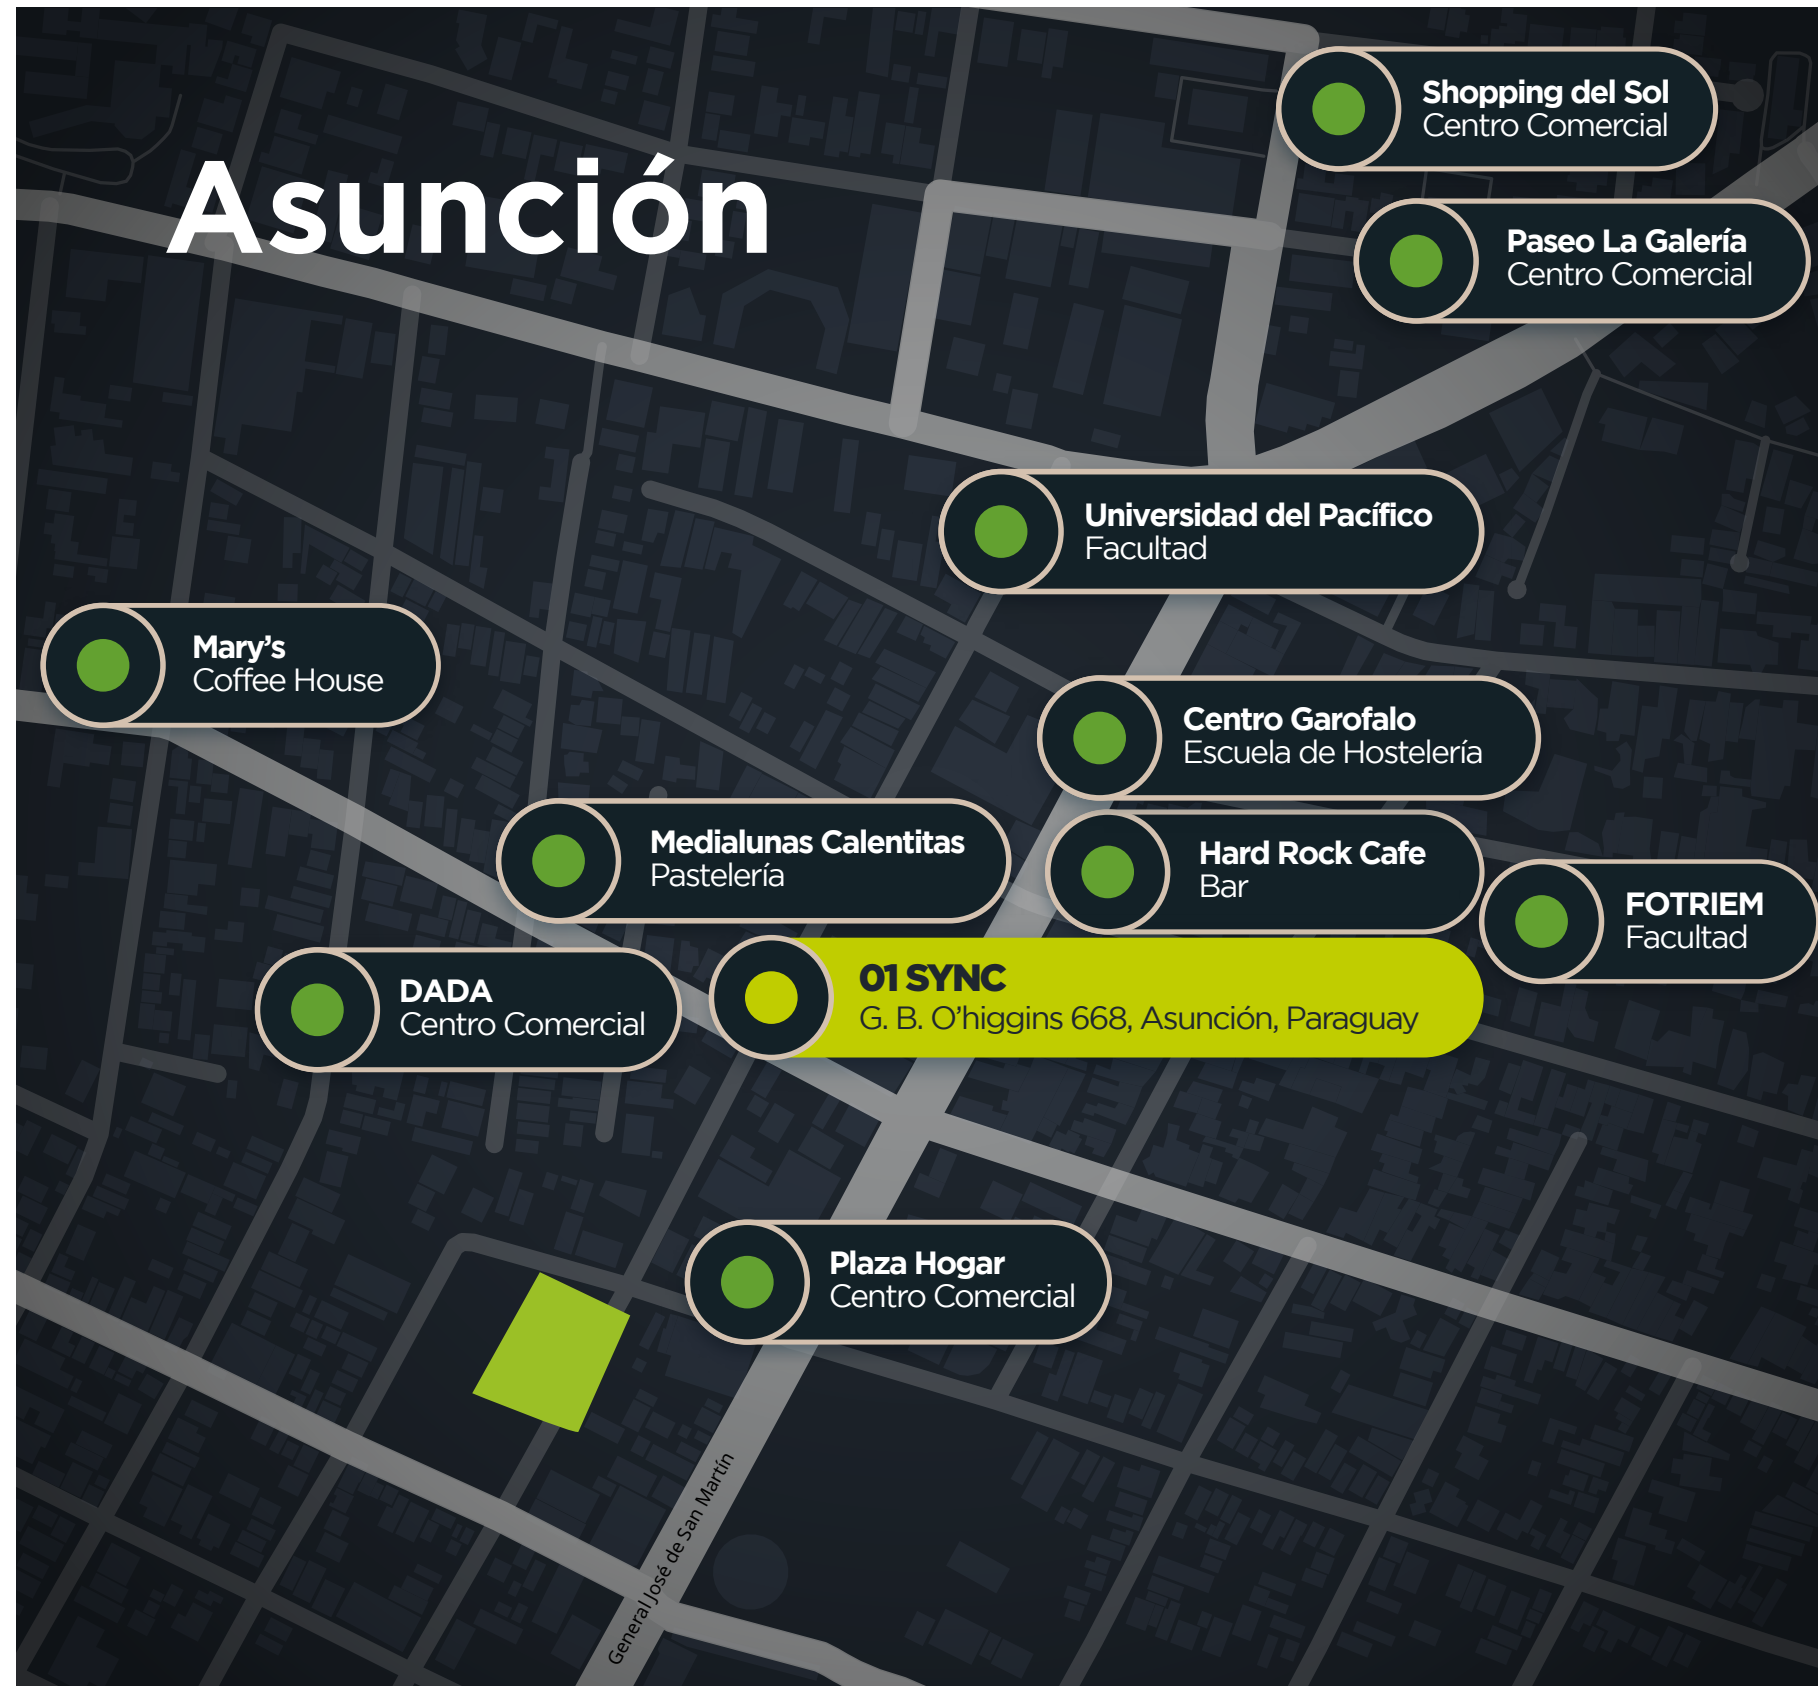 Asunción
Shopping del Sol
Centro Comercial
Paseo La Galería
Centro Comercial
Universidad del Pacífico
Facultad
Mary’s
Coffee House
Centro Garofalo
Escuela de Hostelería
Medialunas Calentitas
Pastelería
Hard Rock Cafe
Bar
FOTRIEM
Facultad
DADA
Centro Comercial
01 SYNC
G. B. O’higgins 668, Asunción, Paraguay
Plaza Hogar
Centro Comercial
General José de San Martín